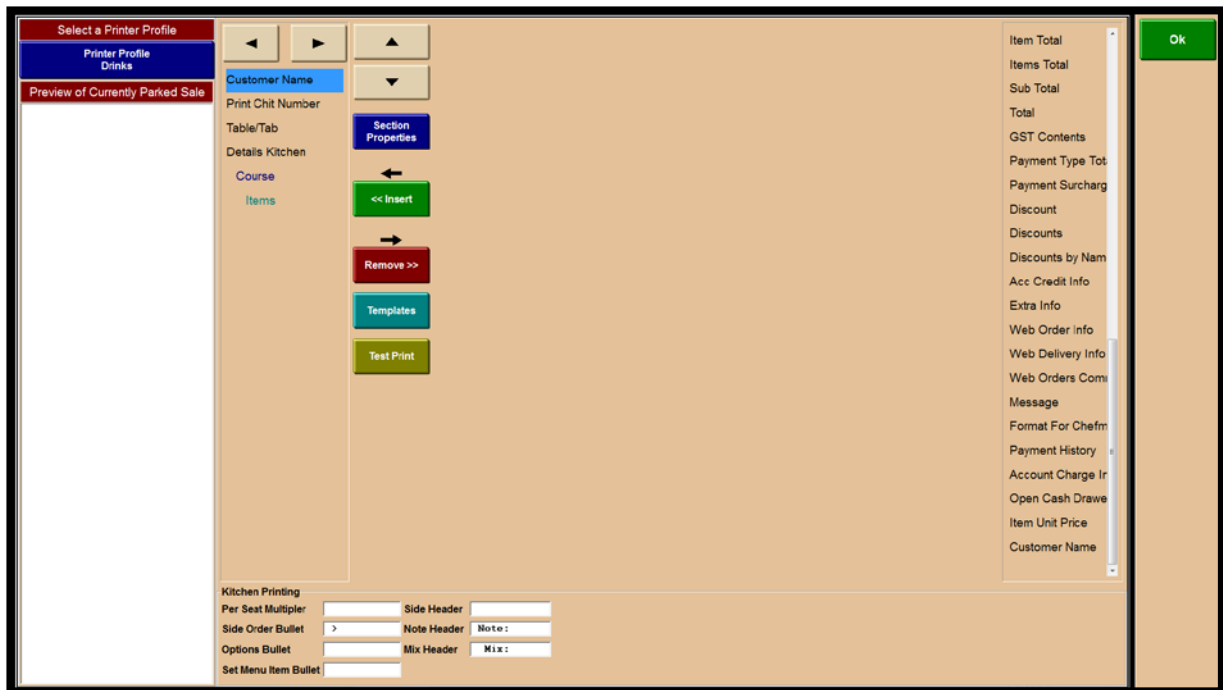 Select a Printer Profile
Printer Profile
Drinks
Preview of Currently Parked Sale
Customer Name
Print Chit Number
Table/Tab
Details Kitchen
Course
Items
Section
Properties
<< Insert
Remove >>
Templates
Test Print
Item Total
Items Total
Sub Total
Total
GST Contents
Payment Type Tot
Payment Surcharg
Discount
Discounts
Discounts by Nam
Acc Credit Info
Extra Info
Web Order Info
Web Delivery Info
Web Orders Com
Message
Format For Chefm
Payment History
Account Charge In
Open Cash Drawe
Item Unit Price
Customer Name
Ok
Kitchen Printing
Per Seat Multipler
Side Header
Side Order Bullet >
Note Header Note:
Options Bullet
Mix Header Mix:
Set Menu Item Bullet